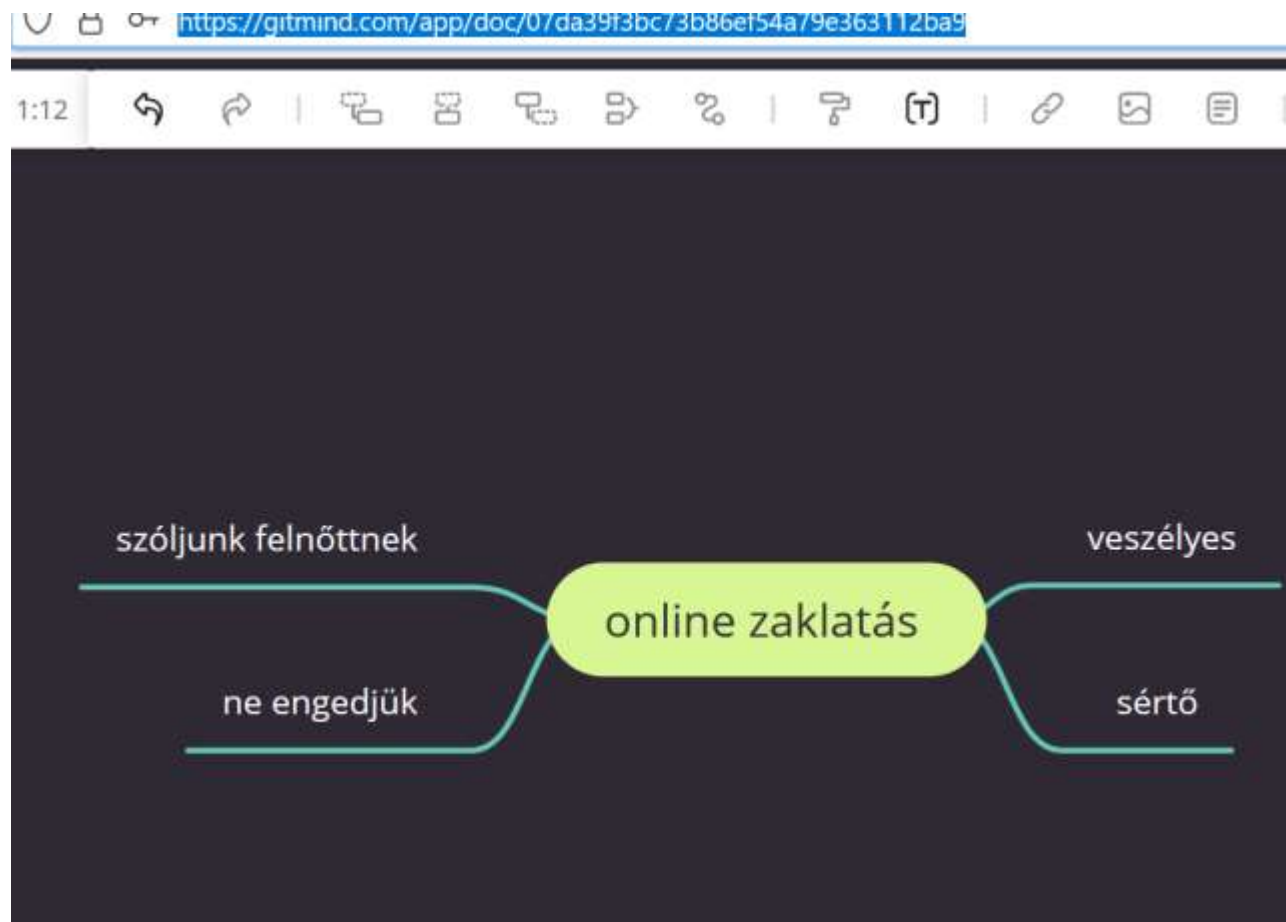 https://gitmind.com/app/doc/07da39f3bc73b86ef54a79e363112ba9
1:12
szóljunk felnőttnek
veszélyes
online zaklatás
ne engedjük
sértő